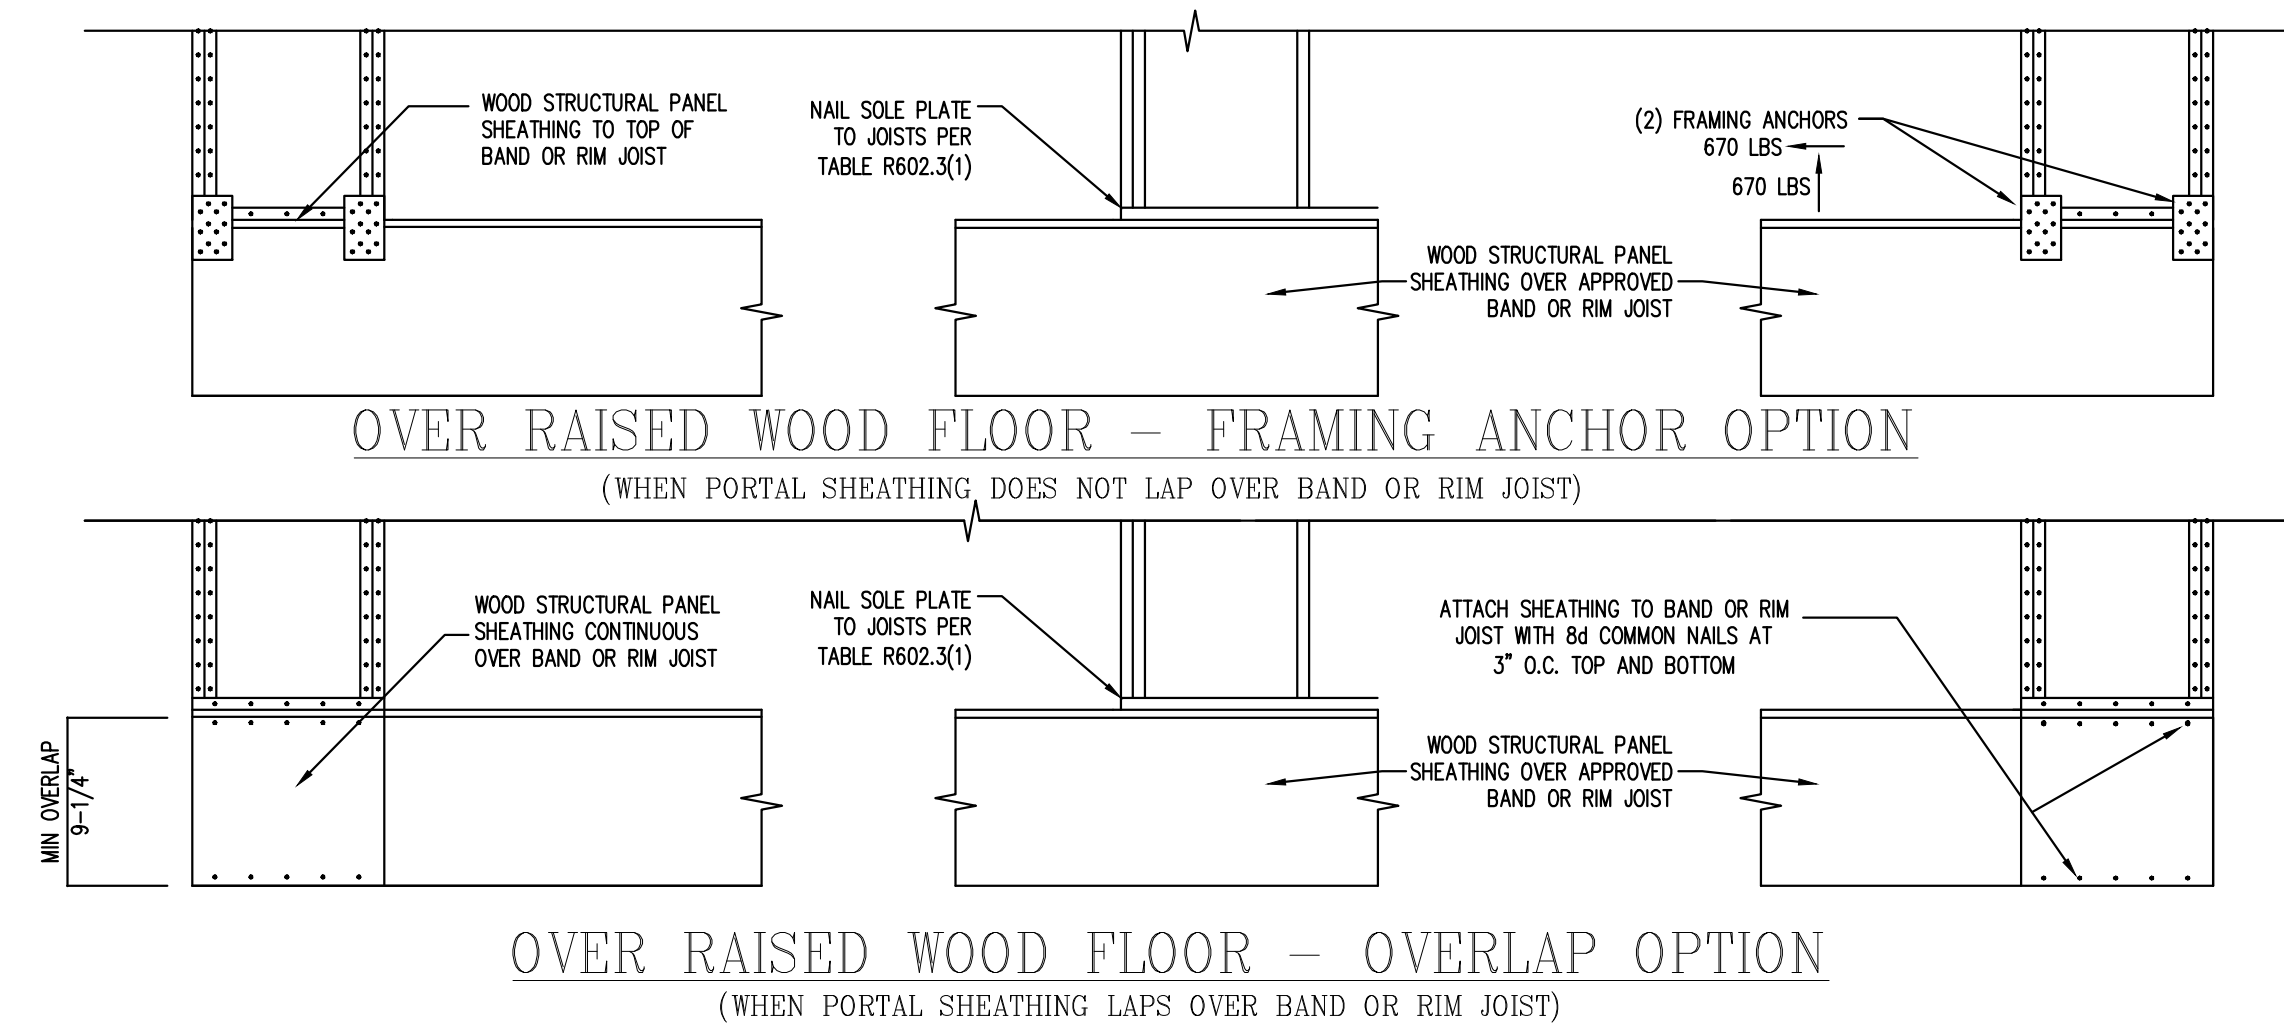 WOOD STRUCTURAL PANEL
SHEATHING TO TOP OF
BAND OR RIM JOIST
NAIL SOLE PLATE
TO JOISTS PER
TABLE R602.3(1)
(2) FRAMING ANCHORS
670 LBS
670 LBS
WOOD STRUCTURAL PANEL
SHEATHING OVER APPROVED
BAND OR RIM JOIST
OVER RAISED WOOD FLOOR - FRAMING ANCHOR OPTION
(WHEN PORTAL SHEATHING DOES NOT LAP OVER BAND OR RIM JOIST)
WOOD STRUCTURAL PANEL
SHEATHING CONTINUOUS
OVER BAND OR RIM JOIST
NAIL SOLE PLATE
TO JOISTS PER
TABLE R602.3(1)
ATTACH SHEATHING TO BAND OR RIM
JOIST WITH 8d COMMON NAILS AT
3" O.C. TOP AND BOTTOM
MIN OVERLAP
9-1/4"
WOOD STRUCTURAL PANEL
SHEATHING OVER APPROVED
BAND OR RIM JOIST
OVER RAISED WOOD FLOOR - OVERLAP OPTION
(WHEN PORTAL SHEATHING LAPS OVER BAND OR RIM JOIST)